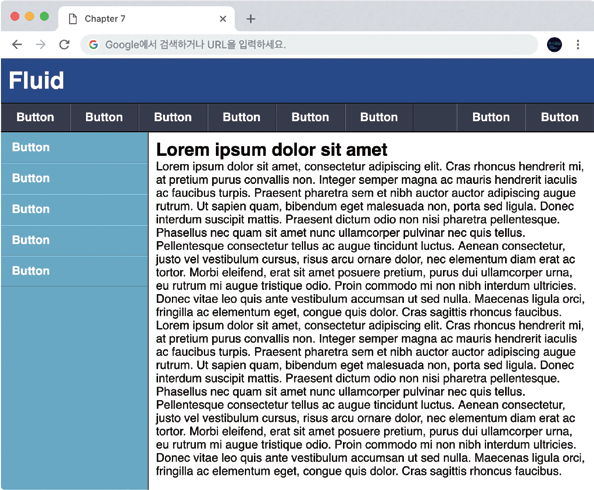 Chapter 7
Google에서 검색하거나 URL을 입력하세요.
Fluid
Button Button Button Button Button Button Button Button
Button
Button
Button
Button
Button
Lorem ipsum dolor sit amet
Lorem ipsum dolor sit amet, consectetur adipiscing elit. Cras rhoncus hendrerit mi,
at pretium purus convallis non. Integer semper magna ac mauris hendrerit iaculis
ac faucibus turpis. Praesent pharetra sem et nibh auctor auctor adipiscing augue
rutrum. Ut sapien quam, bibendum eget malesuada non, porta sed ligula. Donec
interdum suscipit mattis. Praesent dictum odio non nisi pharetra pellentesque.
Phasellus nec quam sit amet nunc ullamcorper pulvinar nec quis tellus.
Pellentesque consectetur tellus ac augue tincidunt luctus. Aenean consectetur,
justo vel vestibulum cursus, risus arcu ornare dolor, nec elementum diam erat ac
tortor. Morbi eleifend, erat sit amet posuere pretium, purus dui ullamcorper urna,
eu rutrum mi augue tristique odio. Proin commodo mi non nibh interdum ultricies.
Donec vitae leo quis ante vestibulum accumsan ut sed nulla. Maecenas ligula orci,
fringilla ac elementum eget, congue quis dolor. Cras sagittis rhoncus faucibus.
Lorem ipsum dolor sit amet, consectetur adipiscing elit. Cras rhoncus hendrerit mi,
at pretium purus convallis non. Integer semper magna ac mauris hendrerit iaculis
ac faucibus turpis. Praesent pharetra sem et nibh auctor auctor adipiscing augue
rutrum. Ut sapien quam, bibendum eget malesuada non, porta sed ligula. Donec
interdum suscipit mattis. Praesent dictum odio non nisi pharetra pellentesque.
Phasellus nec quam sit amet nunc ullamcorper pulvinar nec quis tellus.
Pellentesque consectetur tellus ac augue tincidunt luctus. Aenean consectetur,
justo vel vestibulum cursus, risus arcu ornare dolor, nec elementum diam erat ac
tortor. Morbi eleifend, erat sit amet posuere pretium, purus dui ullamcorper urna,
eu rutrum mi augue tristique odio. Proin commodo mi non nibh interdum ultricies.
Donec vitae leo quis ante vestibulum accumsan ut sed nulla. Maecenas ligula orci,
fringilla ac elementum eget, congue quis dolor. Cras sagittis rhoncus faucibus.